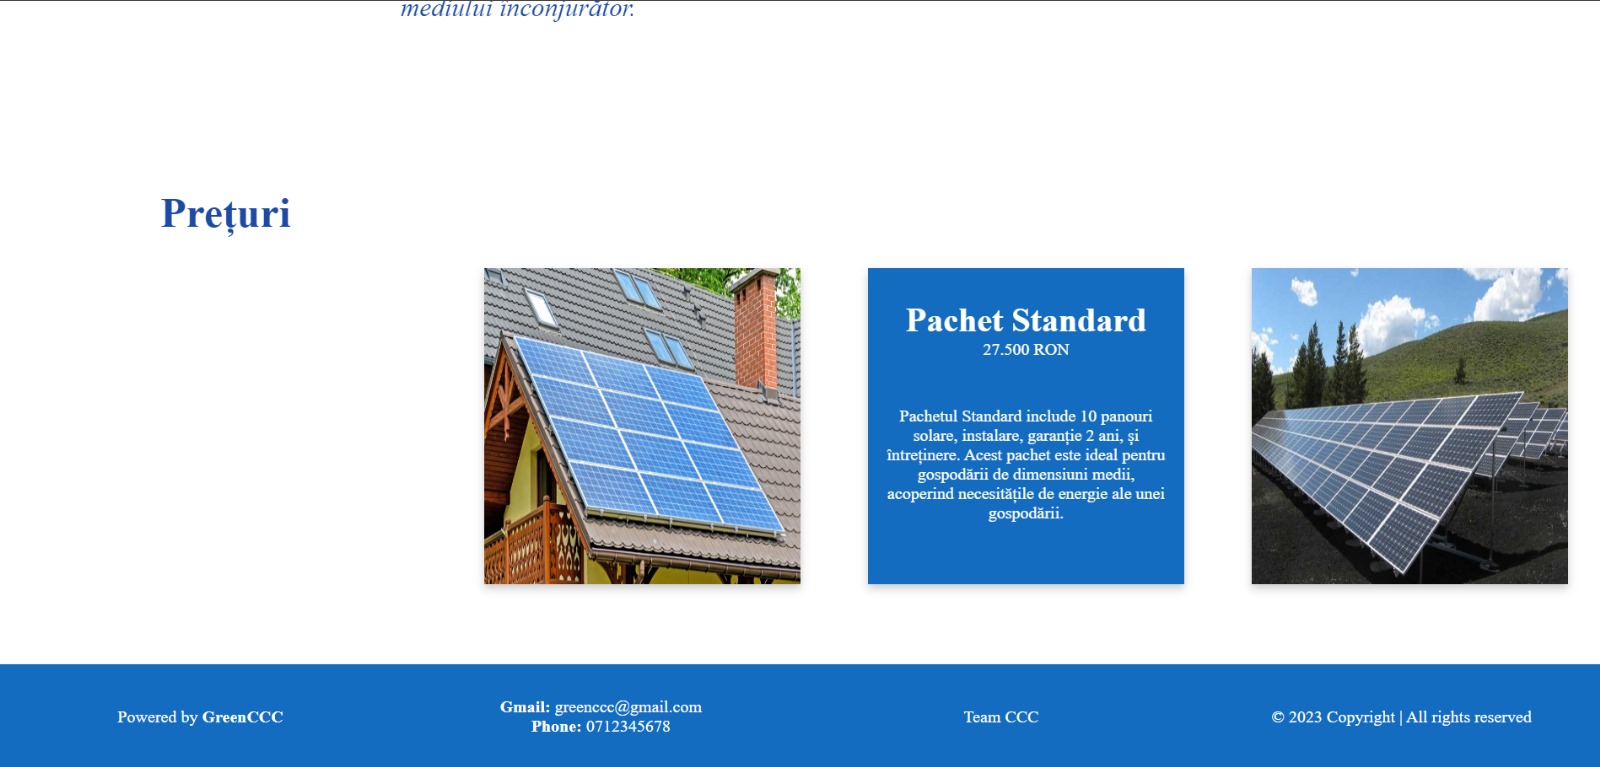 mediului înconjurător.
Prețuri
Pachet Standard
27.500 RON
Pachetul Standard include 10 panouri
solare, instalare, garanție 2 ani, și
întreținere. Acest pachet este ideal pentru
gospodării de dimensiuni medii,
acoperind necesitățile de energie ale unei
gospodării.
Powered by GreenCCC
Gmail: greenccc@gmail.com
Phone: 0712345678
Team CCC
© 2023 Copyright | All rights reserved